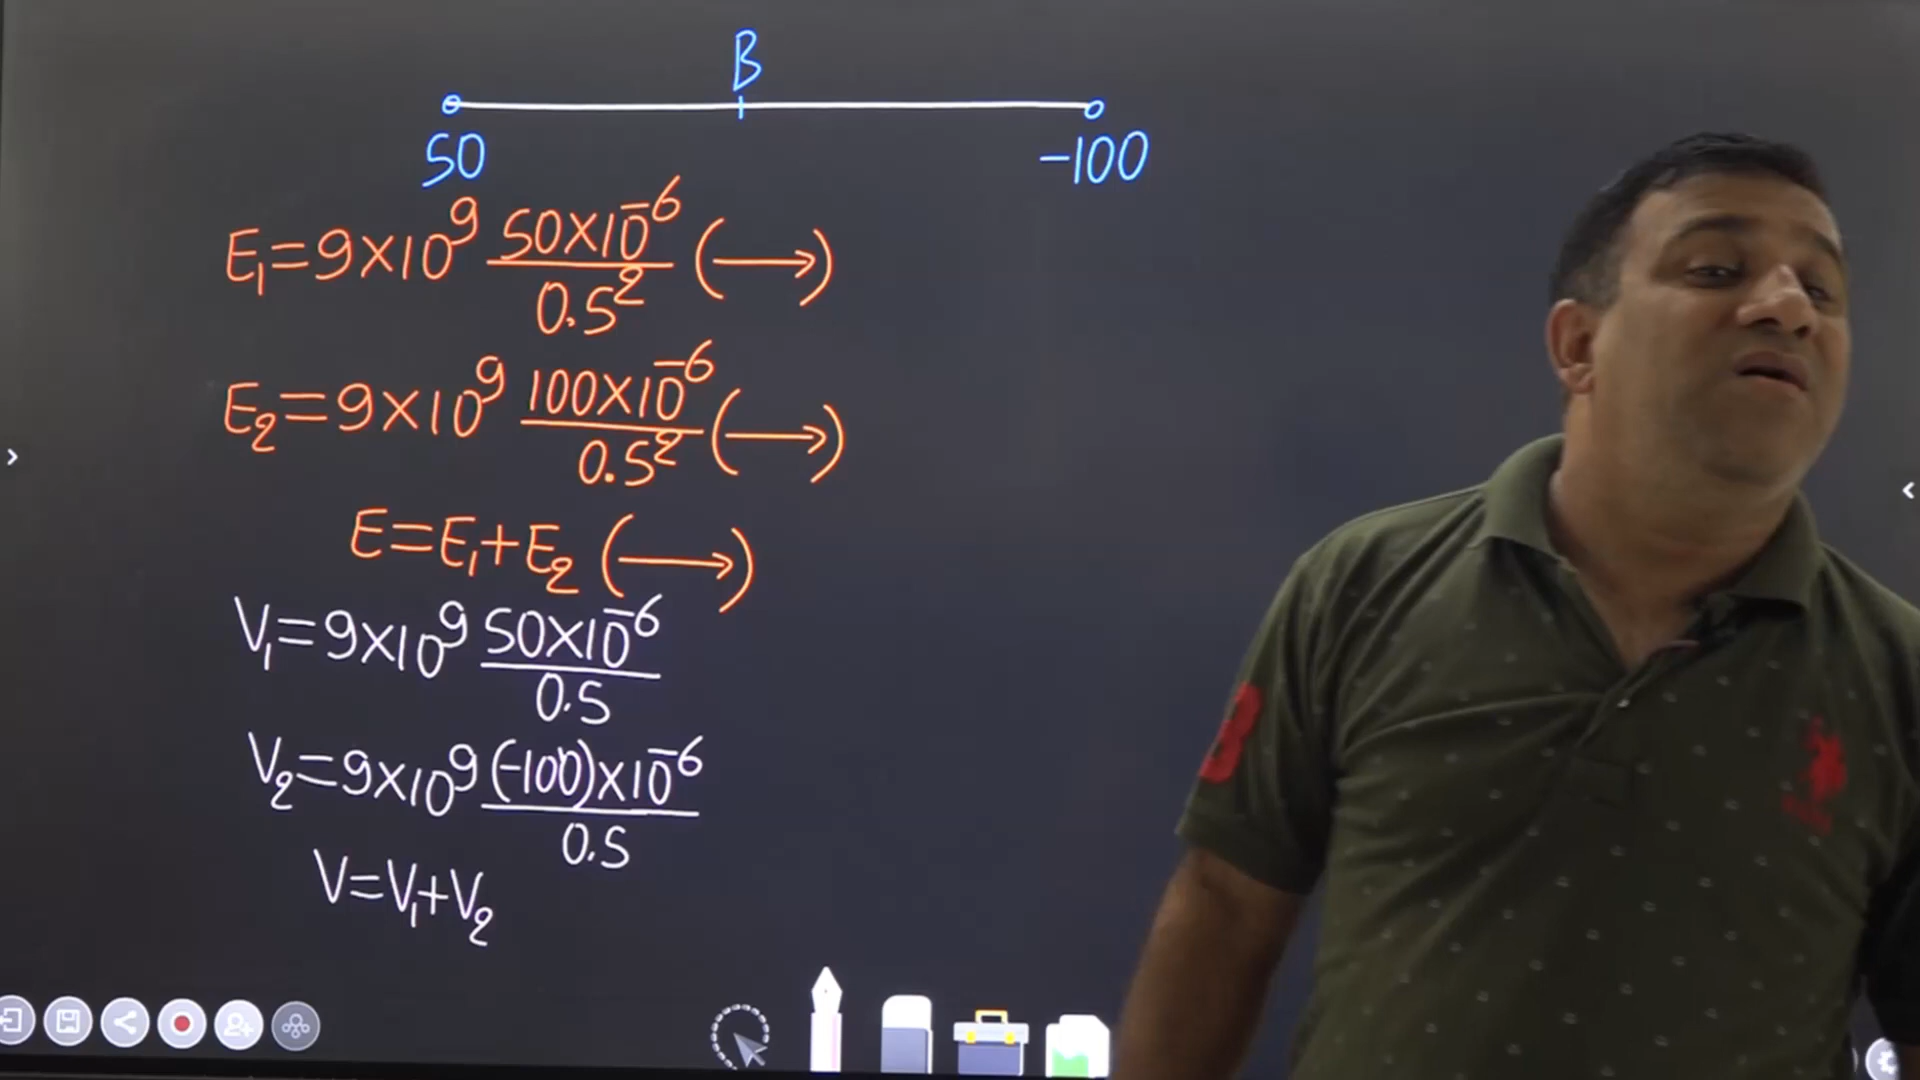 B
50 -100
E₁=9×10⁹ 50×10⁻⁶/0.5² (→)
E₂=9×10⁹ 100×10⁻⁶/0.5² (→)
E=E₁+E₂ (→)
V₁=9×10⁹ 50×10⁻⁶/0.5
V₂=9×10⁹ (-100)×10⁻⁶/0.5
V=V₁+V₂
3